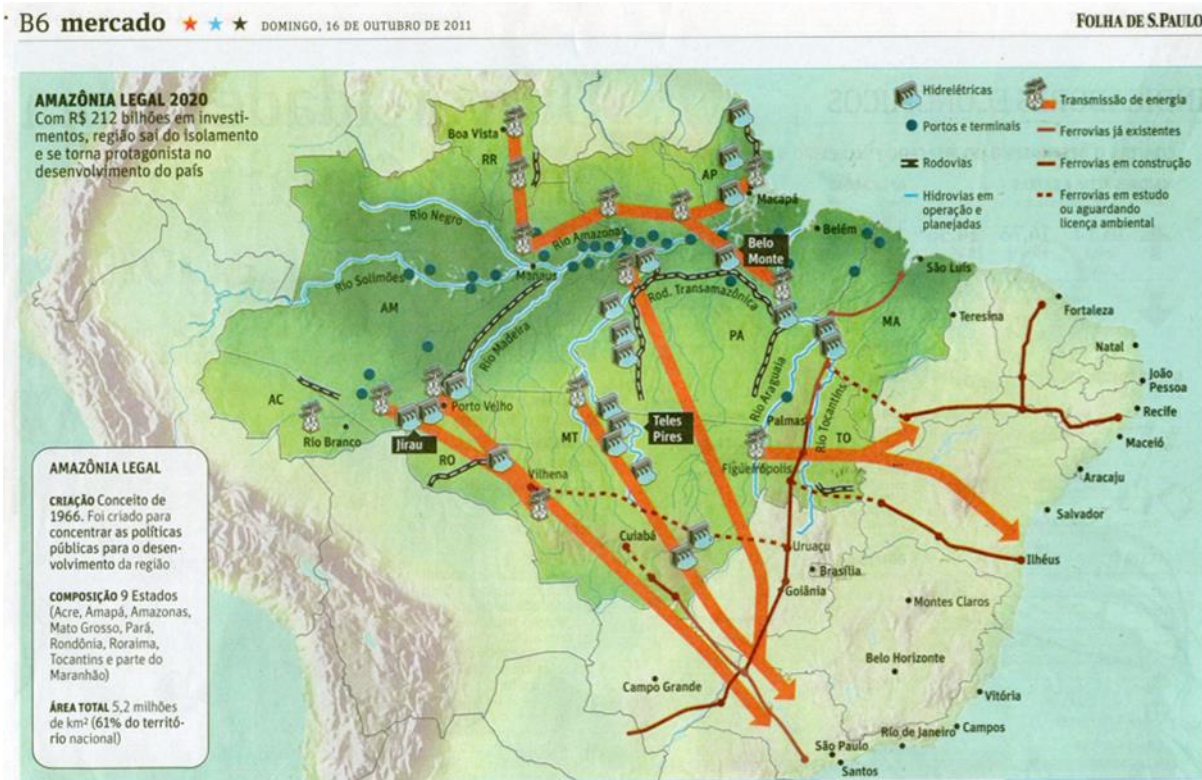 B6 mercado ★ ★ ★ DOMINGO, 16 DE OUTUBRO DE 2011
FOLHA DE S.PAULO
AMAZÔNIA LEGAL 2020
Com R$ 212 bilhões em investi-
mentos, região sai do isolamento
e se torna protagonista no
desenvolvimento do país
Hidrelétricas
Portos e terminais
Rodovias
Hidrovias em
operação e
planejadas
Transmissão de energia
Ferrovias já existentes
Ferrovias em construção
Ferrovias em estudo
ou aguardando
licença ambiental
Boa Vista
RR
AP
Macapá
Rio Negro
Rio Amazonas
Belém
Belo
Monte
São Luís
Rio Solimões
Manaus
Rod. Transamazônica
AM
Rio Madeira
PA
MA
Teresina
Fortaleza
Natal
João
Pessoa
Recife
Maceió
Aracaju
Salvador
Ilhéus
AC
Rio Branco
Porto Velho
Jirau
RO
Vilhena
MT
Teles
Pires
Rio Araguaia
Palmas
Rio Tocantins
TO
Figueirópolis
Cuiabá
Uruaçu
Brasília
Goiânia
Montes Claros
Belo Horizonte
Campo Grande
Vitória
Campos
Rio de Janeiro
São Paulo
Santos
AMAZÔNIA LEGAL
CRIAÇÃO Conceito de
1966. Foi criado para
concentrar as políticas
públicas para o desen-
volvimento da região
COMPOSIÇÃO 9 Estados
(Acre, Amapá, Amazonas,
Mato Grosso, Pará,
Rondônia, Roraima,
Tocantins e parte do
Maranhão)
ÁREA TOTAL 5,2 milhões
de km² (61% do territó-
rio nacional)